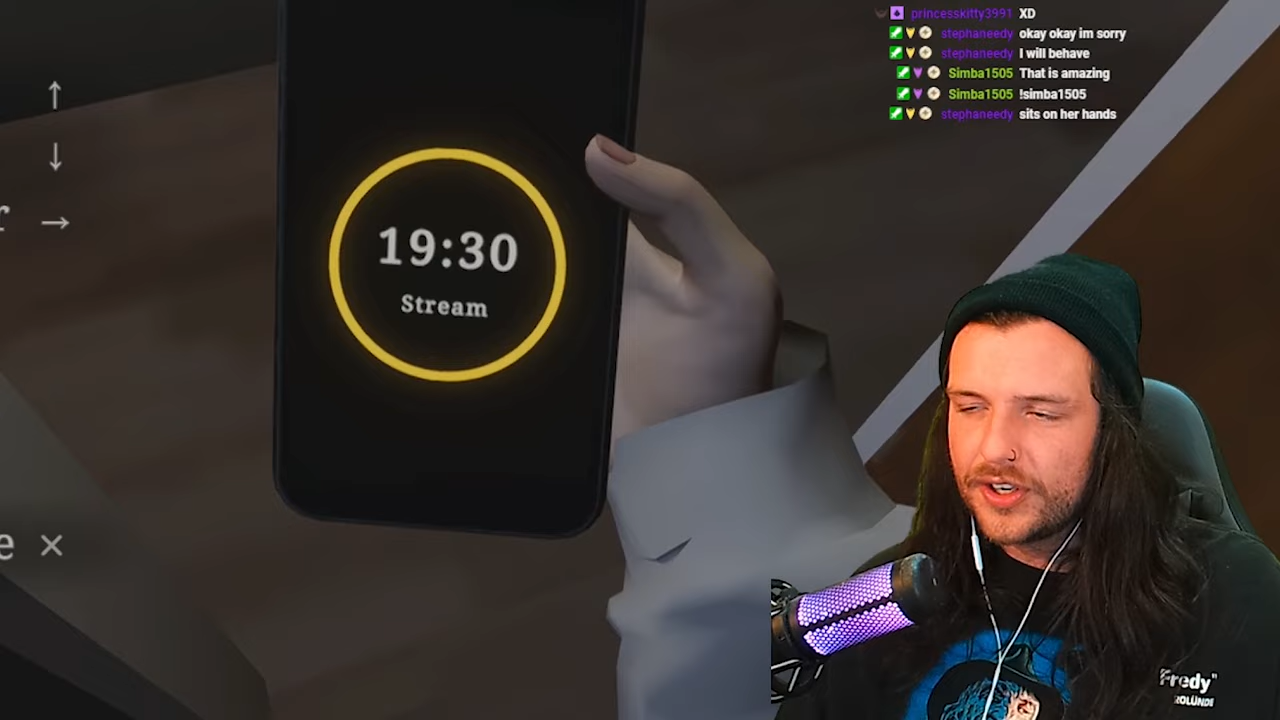 princesskitty3991 XD
stephaneedy okay okay im sorry
stephaneedy I will behave
Simba1505 That is amazing
Simba1505 !simba1505
stephaneedy sits on her hands
↑
↓
r →
19:30
Stream
e ×
Fredy"
ROLÜNDI